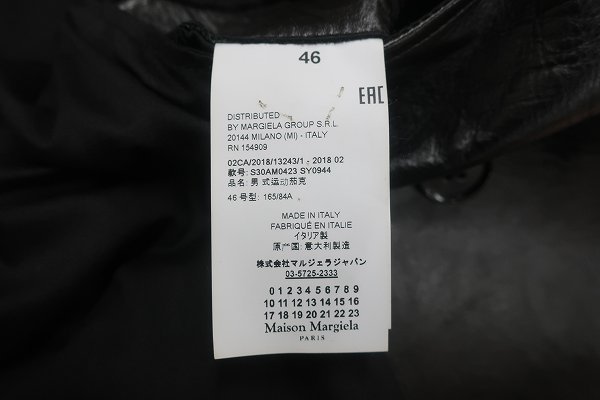 46
EAC
DISTRIBUTED
BY MARGIELA GROUP S.R.L.
20144 MILANO (MI) - ITALY
RN 154909
02CA/2018/13243/1 - 2018 02
款号: S30AM0423 SY0944
品名: 男式运动茄克
46 号型: 165/84A
MADE IN ITALY
FABRIQUÉ EN ITALIE
イタリア製
原产国: 意大利製造
株式会社マルジェラジャパン
03-5725-2333
0 1 2 3 4 5 6 7 8 9
10 11 12 13 14 15 16
17 18 19 20 21 22 23
Maison Margiela
PARIS